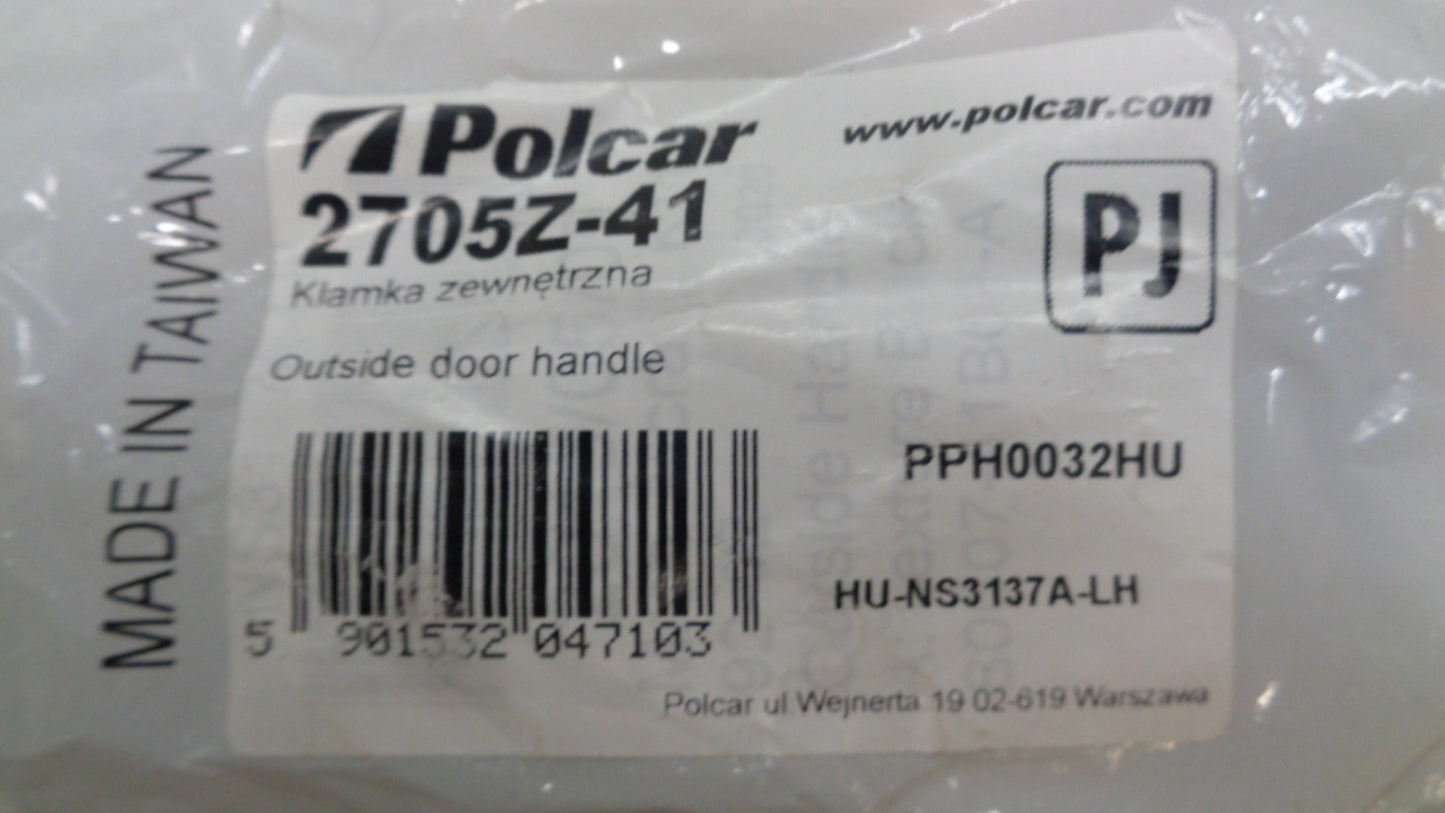 MADE IN TAIWAN
Polcar
www.polcar.com
2705Z-41
PJ
Klamka zewnętrzna
Outside door handle
PPH0032HU
HU-NS3137A-LH
5 901532 047103
Polcar ul.Wejnerta 19 02-619 Warszawa